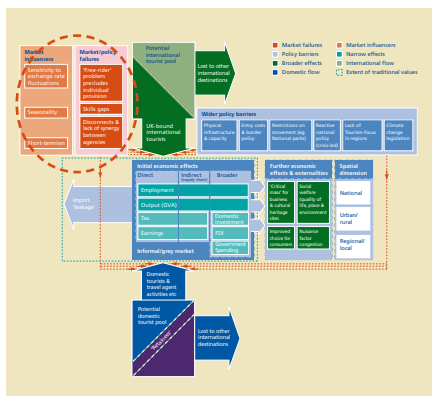 Market
influencers
Sensitivity to
exchange rate
fluctuations
Seasonality
Short-termism
Market/policy
failures
'Free-rider'
problem
precludes
individual
provision
Skills gaps
Disconnects &
lack of synergy
between
agencies
Potential
international
tourist pool
UK-bound
international
tourists
Lost to other
international
destinations
Market failures
Policy barriers
Broader effects
Domestic flow
Market influencers
Narrow effects
International flow
Extent of traditional values
Wider policy barriers
Physical
infrastructure
& capacity
Entry costs
& border
policy
Restrictions on
movement (eg.
National parks)
Reactive
national
policy
(crisis-led)
Lack of
Tourism-focus in
regions
Climate
change
legislation
Import
'leakage'
Initial economic effects
Direct
Indirect
(supply chain)
Broader
Employment
Output (GVA)
Tax
Earnings
Domestic
investment
FDI
Government
Spending
Informal/grey market
Further economic
effects & externalities
'Critical
mass' for
business
& cultural
heritage
sites
Social
welfare
(quality of
life, place &
environment)
Improved
choice for
consumers
Nuisance
factor
congestion
Spatial
dimension
National
Urban/
rural
Regional/
local
Domestic
tourists &
travel agent
activities etc
Potential
domestic
tourist pool
Lost to other
international
destinations